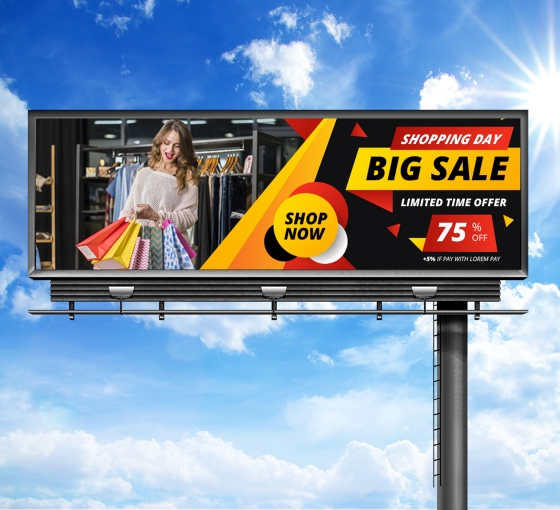 SHOPPING DAY
BIG SALE
LIMITED TIME OFFER
SHOP
NOW
75 %
OFF
+5% IF PAY WITH LOREM PAY